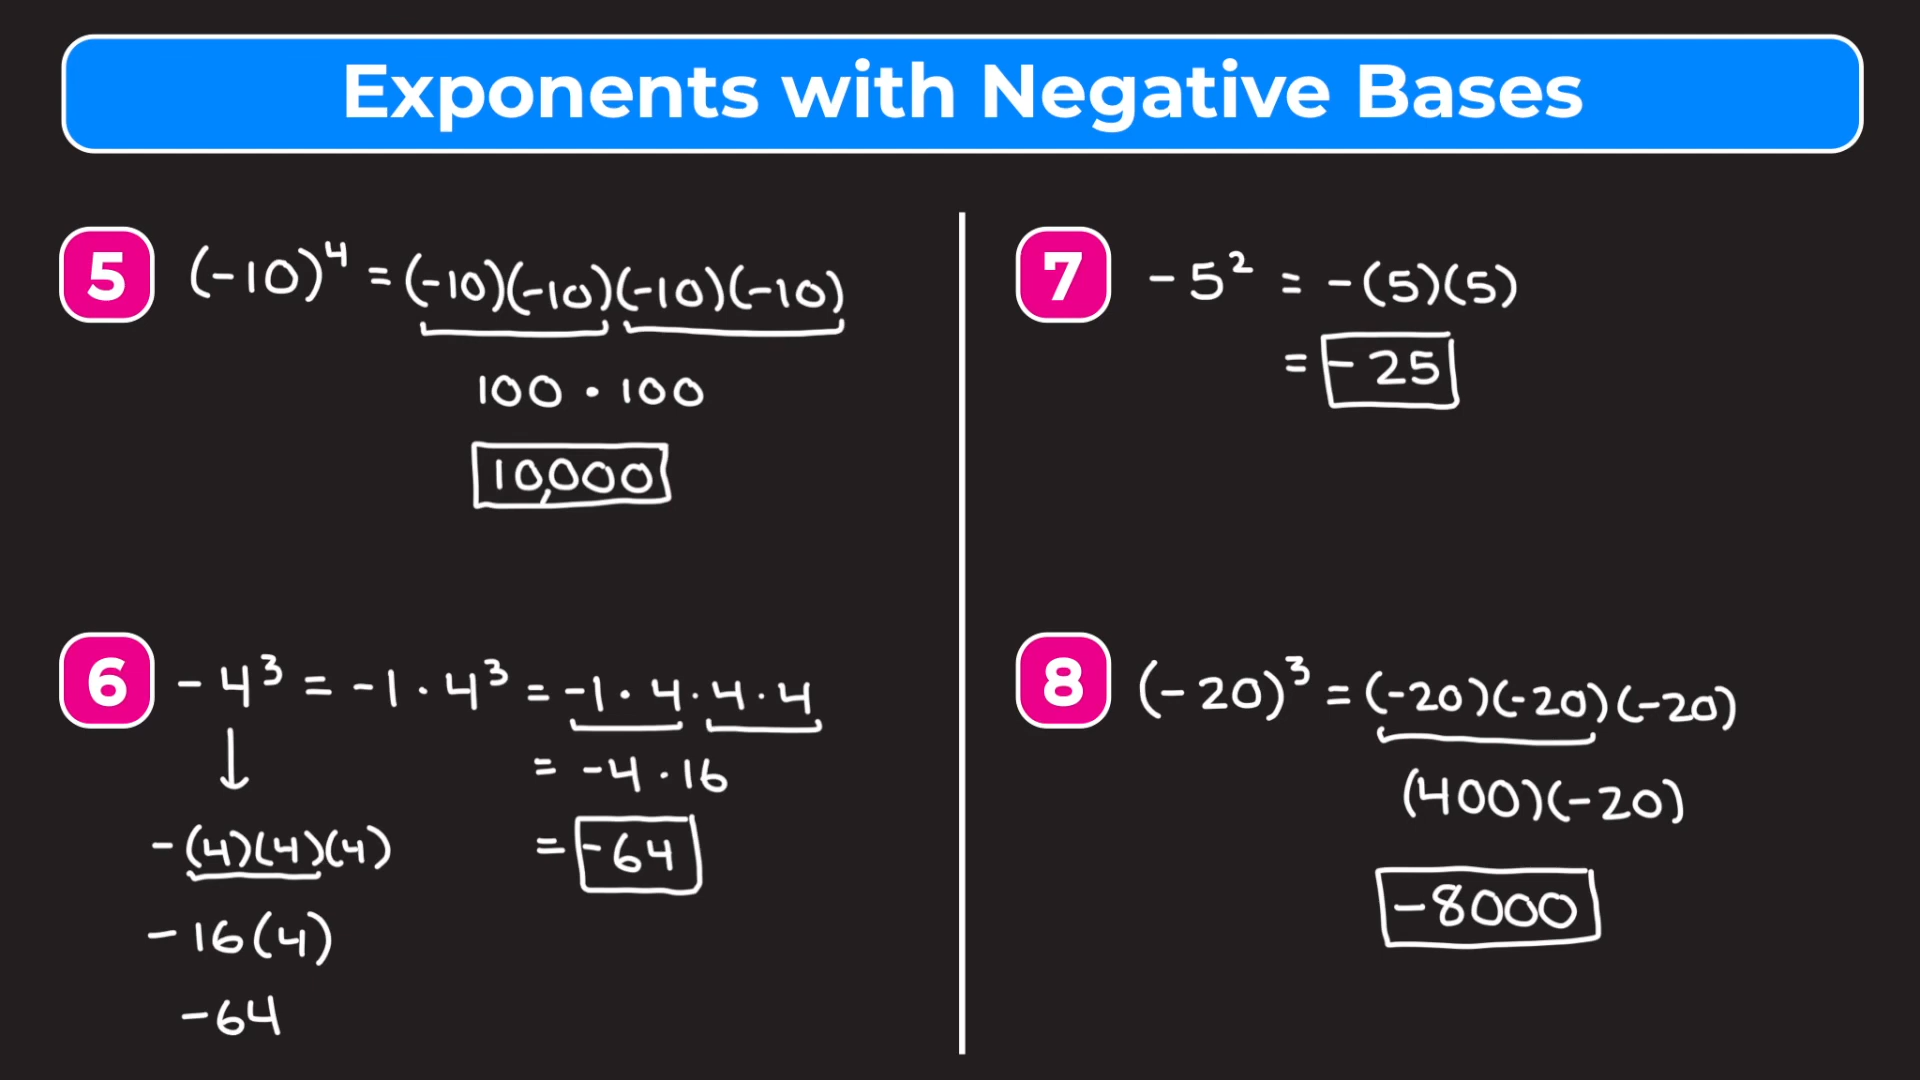 Exponents with Negative Bases
5 (-10)⁴ = (-10)(-10)(-10)(-10)
100 · 100
10,000
6 -4³ = -1 · 4³ = -1 · 4 · 4 · 4
↓
= -4 · 16
-(4)(4)(4)
= -64
-16(4)
-64
7 -5² = -(5)(5)
= -25
8 (-20)³ = (-20)(-20)(-20)
(400)(-20)
-8000